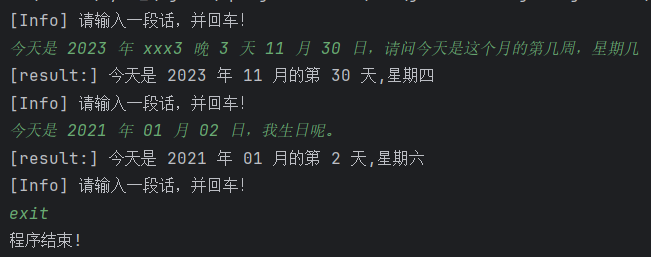 [Info] 请输入一段话，并回车！
今天是 2023 年 xxx3 晚 3 天 11 月 30 日，请问今天是这个月的第几周，星期几
[result:] 今天是 2023 年 11 月的第 30 天,星期四
[Info] 请输入一段话，并回车！
今天是 2021 年 01 月 02 日，我生日呢。
[result:] 今天是 2021 年 01 月的第 2 天,星期六
[Info] 请输入一段话，并回车！
exit
程序结束！